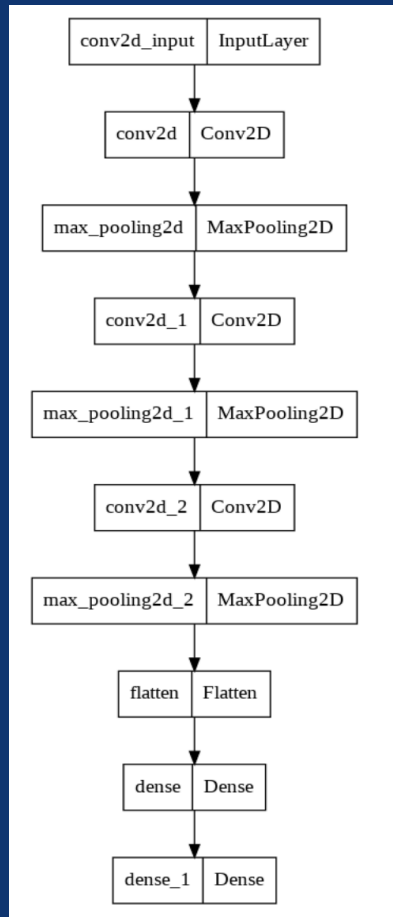 conv2d_input InputLayer
conv2d Conv2D
max_pooling2d MaxPooling2D
conv2d_1 Conv2D
max_pooling2d_1 MaxPooling2D
conv2d_2 Conv2D
max_pooling2d_2 MaxPooling2D
flatten Flatten
dense Dense
dense_1 Dense